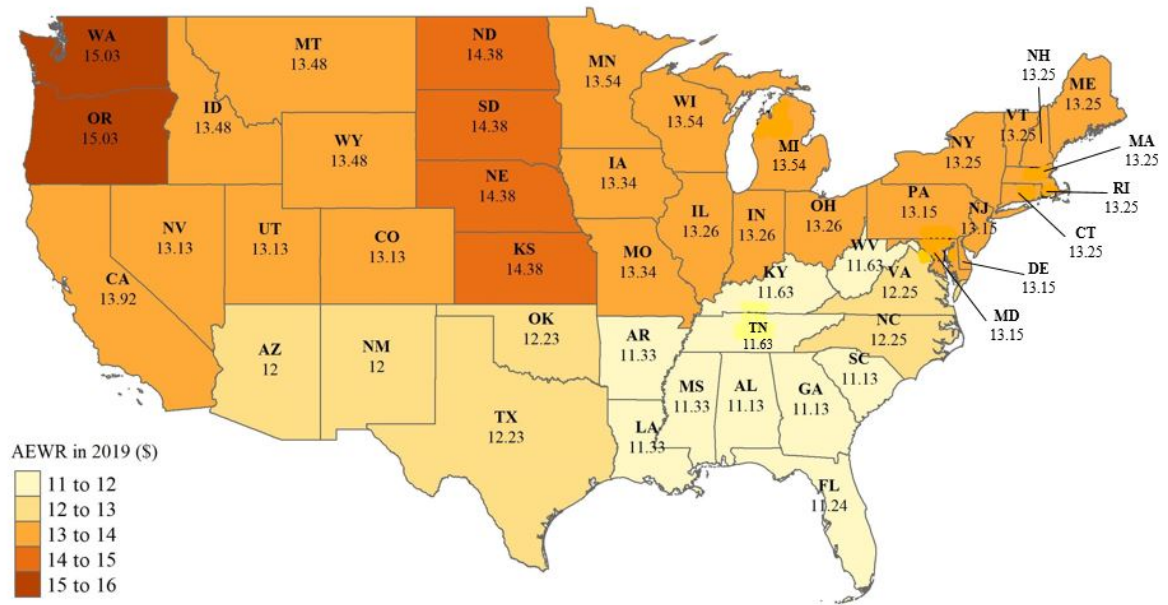 WA
15.03
OR
15.03
CA
13.92
ID
13.48
NV
13.13
MT
13.48
WY
13.48
UT
13.13
CO
13.13
AZ
12
NM
12
ND
14.38
SD
14.38
NE
14.38
KS
14.38
OK
12.23
TX
12.23
MN
13.54
IA
13.34
MO
13.34
AR
11.33
LA
11.33
WI
13.54
IL
13.26
MI
13.54
IN
13.26
OH
13.26
KY
11.63
TN
11.63
MS
11.33
AL
11.13
GA
11.13
FL
11.24
SC
11.13
NC
12.25
VA
12.25
WV
11.63
PA
13.15
NY
13.25
NJ
13.15
VT
13.25
NH
13.25
ME
13.25
MA
13.25
RI
13.25
CT
13.25
DE
13.15
MD
13.15
AEWR in 2019 ($)
11 to 12
12 to 13
13 to 14
14 to 15
15 to 16